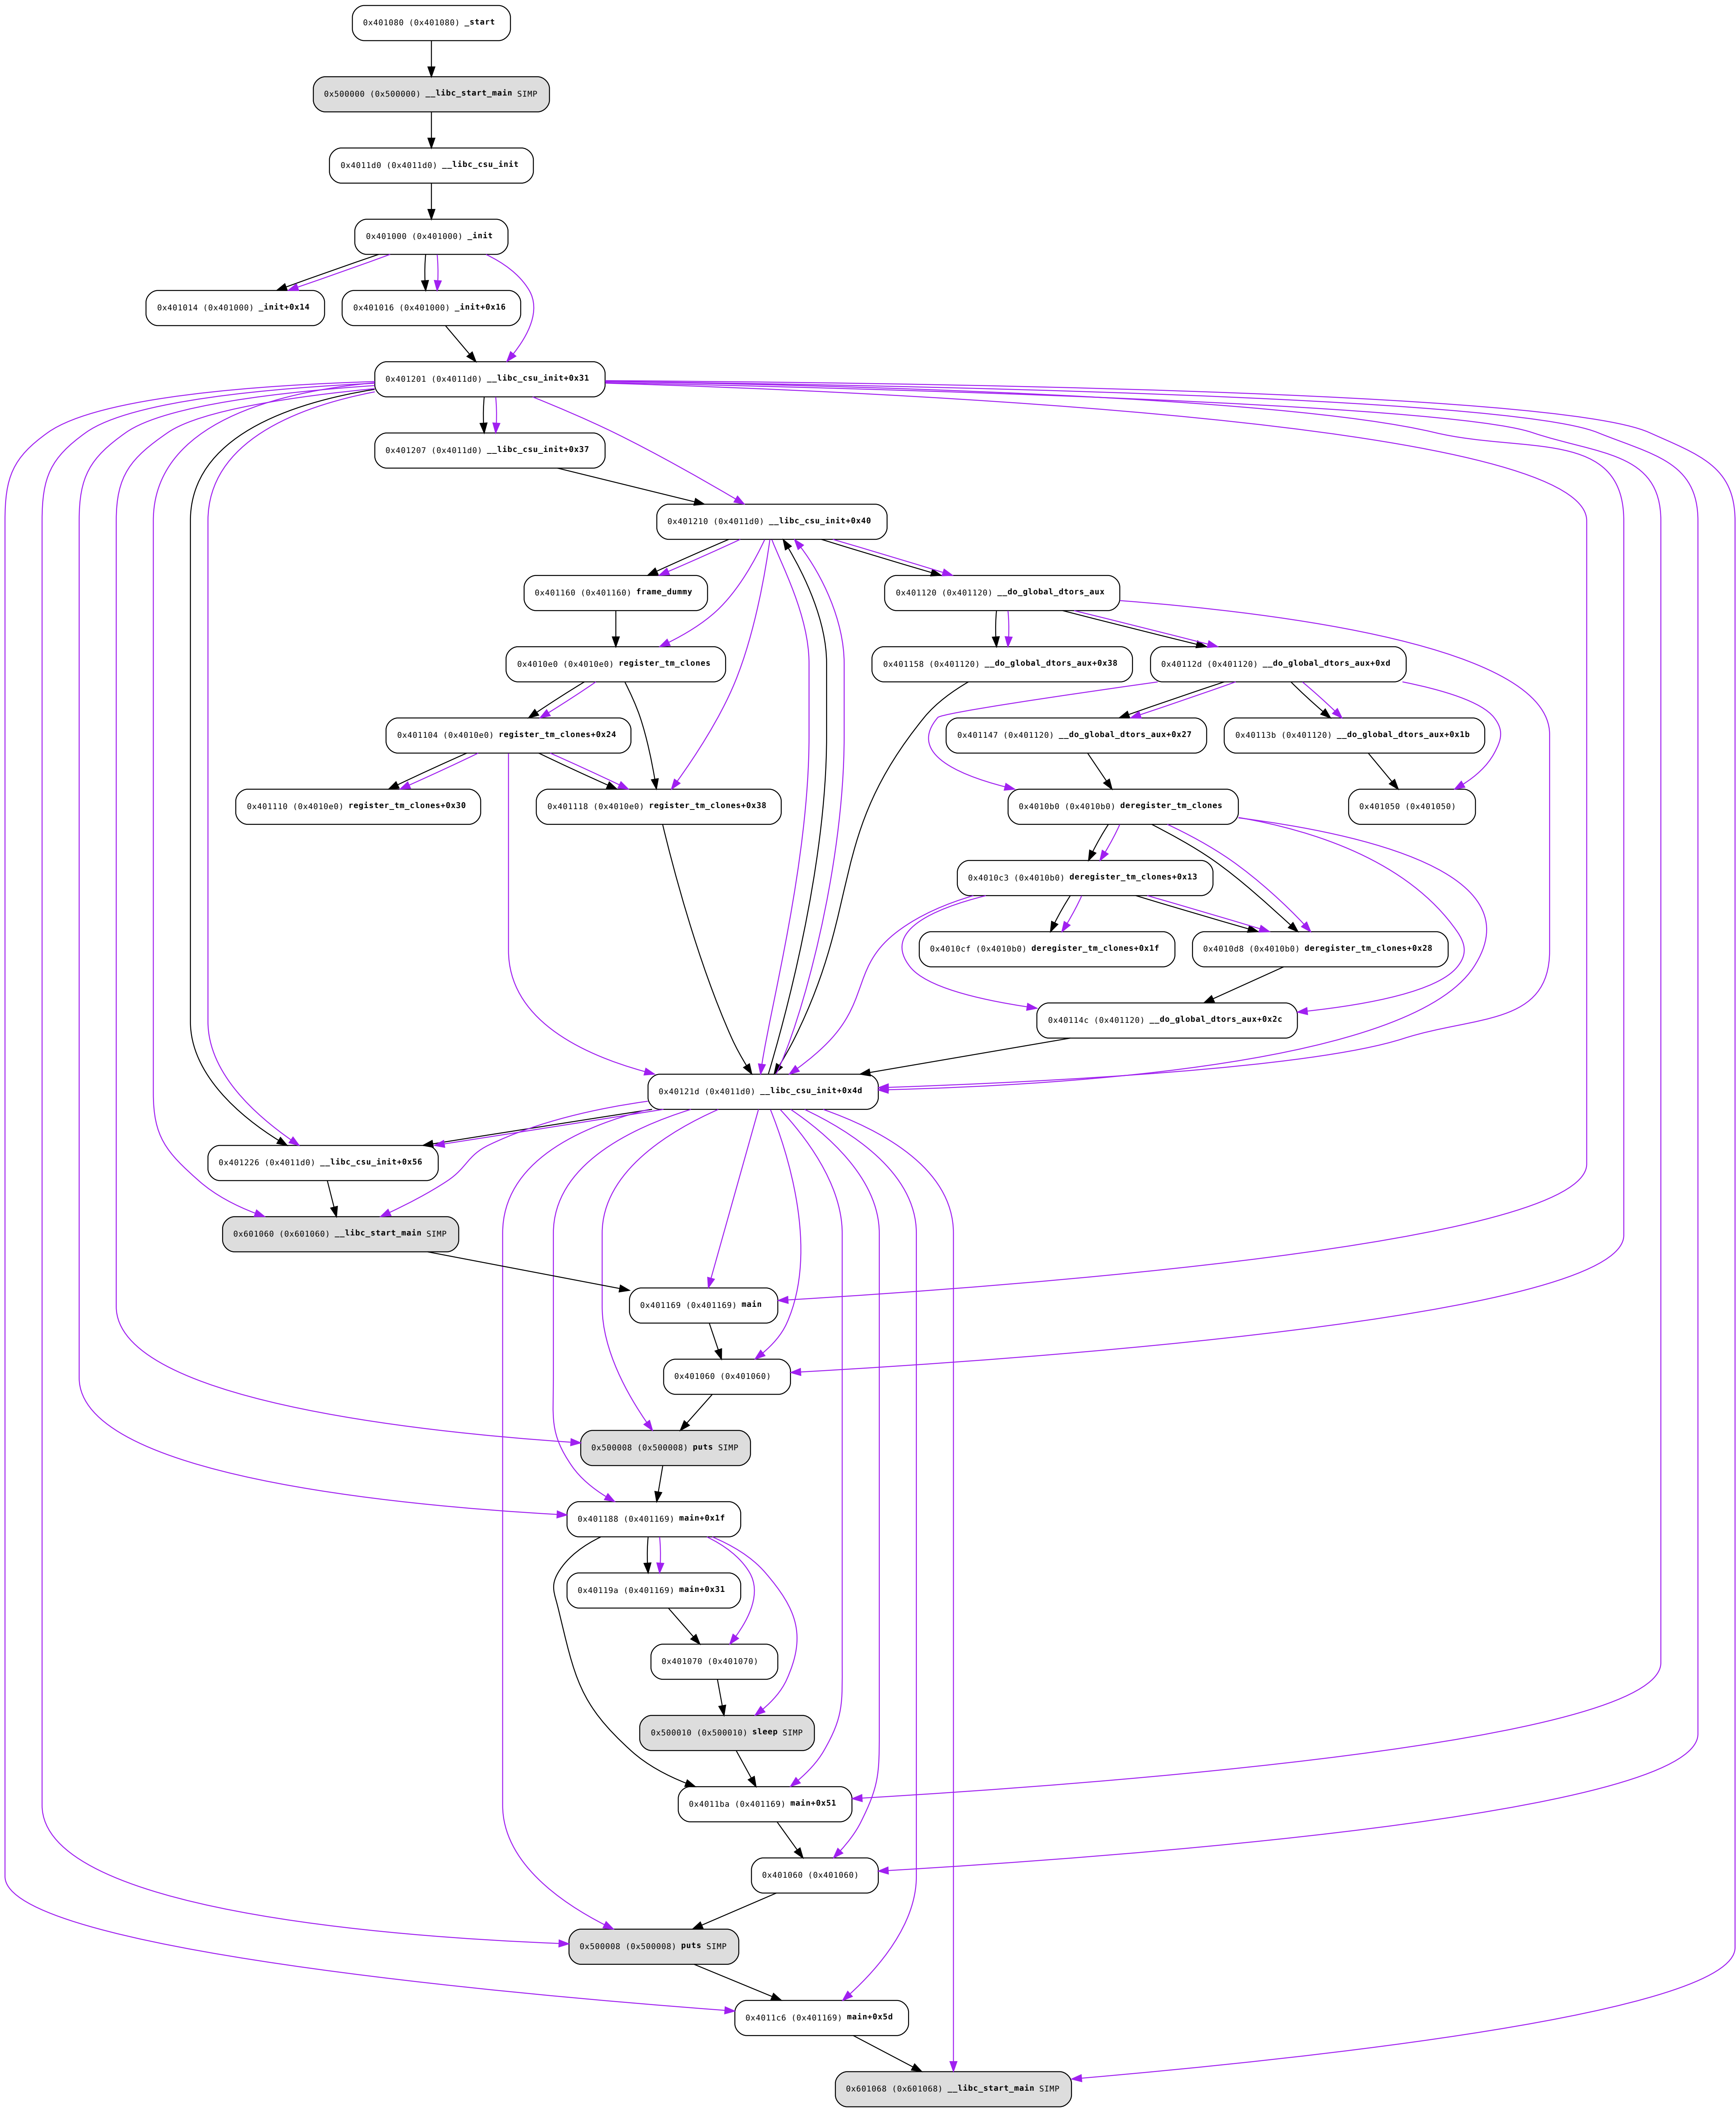 0x401080 (0x401080) _start
0x500000 (0x500000) __libc_start_main SIMP
0x4011d0 (0x4011d0) __libc_csu_init
0x401000 (0x401000) _init
0x401014 (0x401000) _init+0x14
0x401016 (0x401000) _init+0x16
0x401201 (0x4011d0) __libc_csu_init+0x31
0x401207 (0x4011d0) __libc_csu_init+0x37
0x401210 (0x4011d0) __libc_csu_init+0x40
0x401160 (0x401160) frame_dummy
0x401120 (0x401120) __do_global_dtors_aux
0x4010e0 (0x4010e0) register_tm_clones
0x401158 (0x401120) __do_global_dtors_aux+0x38
0x40112d (0x401120) __do_global_dtors_aux+0xd
0x401104 (0x4010e0) register_tm_clones+0x24
0x401147 (0x401120) __do_global_dtors_aux+0x27
0x40113b (0x401120) __do_global_dtors_aux+0x1b
0x401110 (0x4010e0) register_tm_clones+0x30
0x401118 (0x4010e0) register_tm_clones+0x38
0x4010b0 (0x4010b0) deregister_tm_clones
0x401050 (0x401050)
0x4010c3 (0x4010b0) deregister_tm_clones+0x13
0x4010cf (0x4010b0) deregister_tm_clones+0x1f
0x4010d8 (0x4010b0) deregister_tm_clones+0x28
0x40114c (0x401120) __do_global_dtors_aux+0x2c
0x40121d (0x4011d0) __libc_csu_init+0x4d
0x401226 (0x4011d0) __libc_csu_init+0x56
0x601060 (0x601060) __libc_start_main SIMP
0x401169 (0x401169) main
0x401060 (0x401060)
0x500008 (0x500008) puts SIMP
0x401188 (0x401169) main+0x1f
0x40119a (0x401169) main+0x31
0x401070 (0x401070)
0x500010 (0x500010) sleep SIMP
0x4011ba (0x401169) main+0x51
0x401060 (0x401060)
0x500008 (0x500008) puts SIMP
0x4011c6 (0x401169) main+0x5d
0x601068 (0x601068) __libc_start_main SIMP